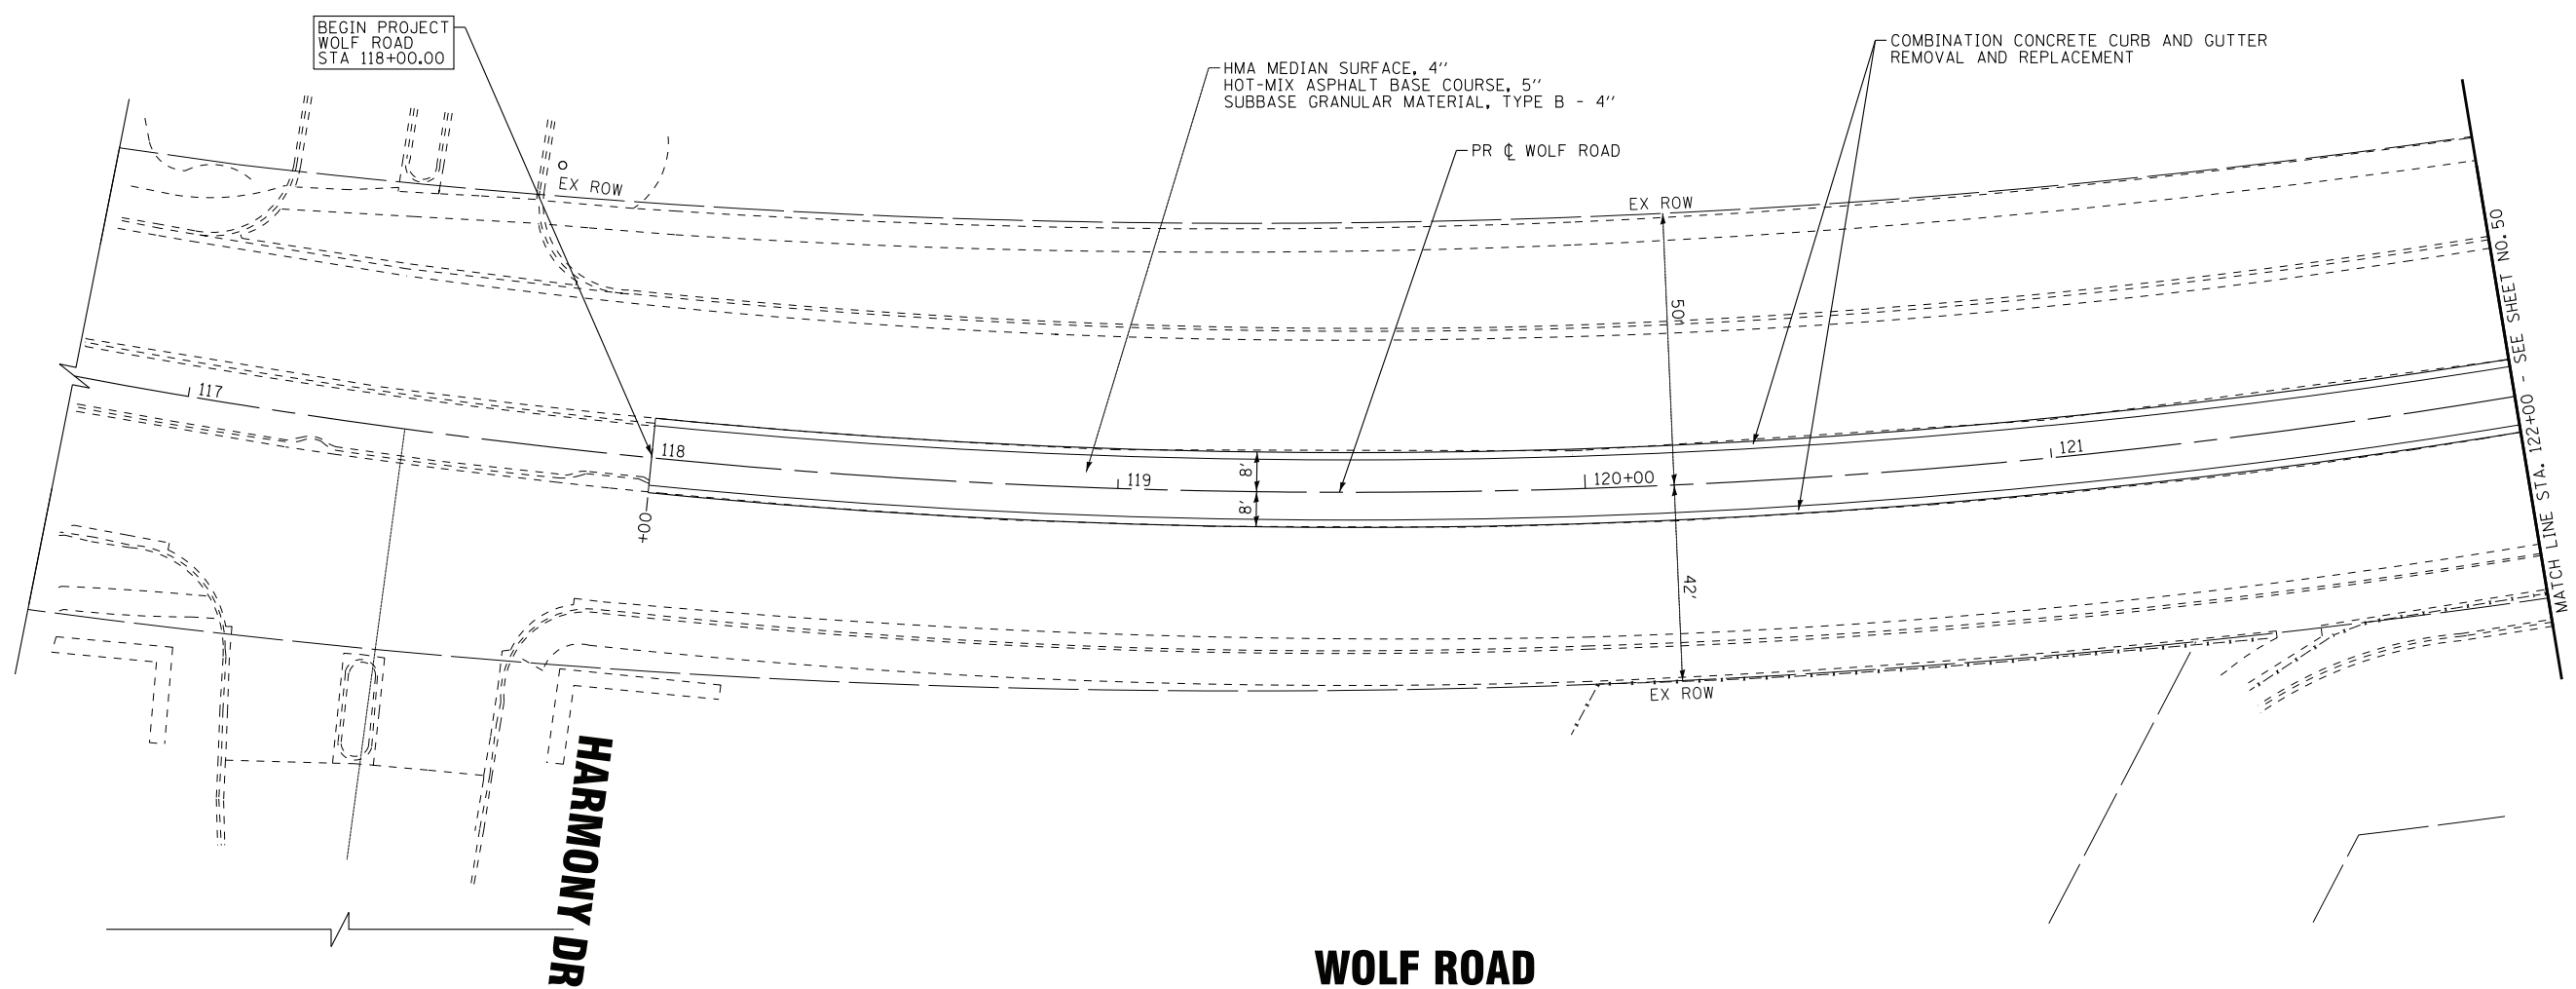 BEGIN PROJECT
WOLF ROAD
STA 118+00.00
HMA MEDIAN SURFACE, 4''
HOT-MIX ASPHALT BASE COURSE, 5''
SUBBASE GRANULAR MATERIAL, TYPE B - 4''
COMBINATION CONCRETE CURB AND GUTTER
REMOVAL AND REPLACEMENT
PR ℄ WOLF ROAD
EX ROW
EX ROW
50'
117
118
119
120+00
121
8'
8'
+00
42'
EX ROW
MATCH LINE STA. 122+00 - SEE SHEET NO. 50
HARMONY DR
WOLF ROAD